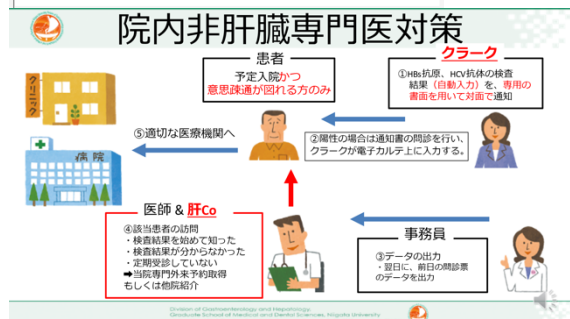 院内非肝臓専門医対策
患者
予定入院かつ
意思疎通が図れる方のみ
クラーク
①HBs抗原、HCV抗体の検査
結果（自動入力）を、専用の
書面を用いて対面で通知
クリニック
⑤適切な医療機関へ
②陽性の場合は通知書の問診を行い、
クラークが電子カルテ上に入力する。
病院
医師 & 肝Co
④該当患者の訪問
・検査結果を始めて知った
・検査結果が分からなかった
・定期受診していない
➡当院専門外来予約取得
もしくは他院紹介
事務員
③データの出力
・翌日に、前日の問診票
のデータを出力
Division of Gastroenterology and Hepatology,
Graduate School of Medical and Dental Sciences, Niigata University